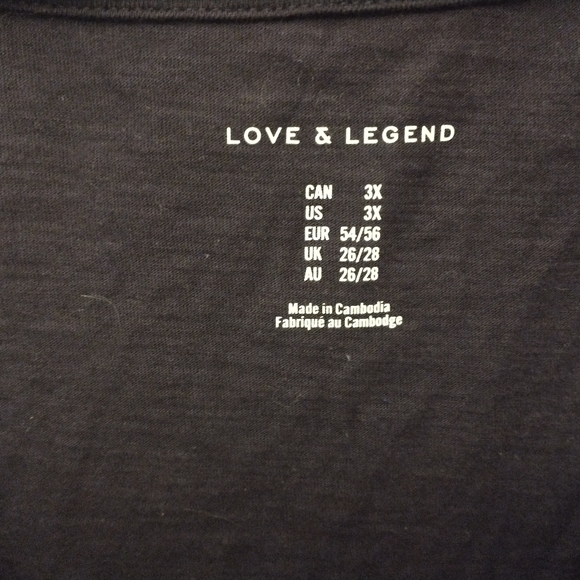 LOVE & LEGEND
CAN 3X
US 3X
EUR 54/56
UK 26/28
AU 26/28
Made in Cambodia
Fabriqué au Cambodge